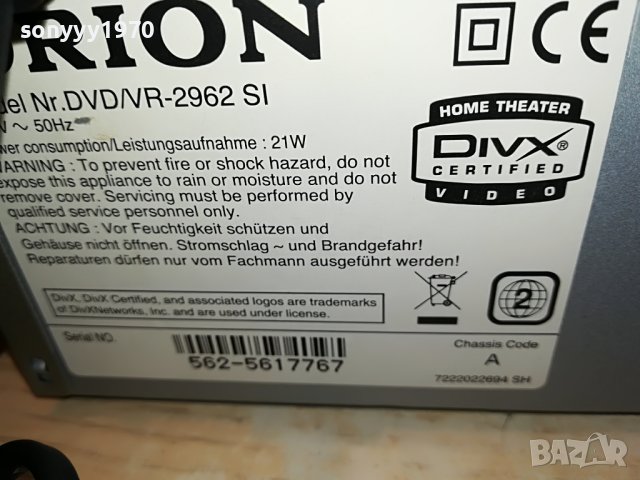 sonyyy1970
ORION
del Nr.DVD/VR-2962 SI
V ~ 50Hz
wer consumption/Leistungsaufnahme : 21W
WARNING : To prevent fire or shock hazard, do not
expose this appliance to rain or moisture and do not
remove cover. Servicing must be performed by
qualified service personnel only.
ACHTUNG : Vor Feuchtigkeit schützen und
Gehäuse nicht öffnen. Stromschlag ~ und Brandgefahr!
Reparaturen dürfen nur vom Fachmann ausgeführt werden!
CE
HOME THEATER
DIVX®
CERTIFIED
VIDEO
2
DivX, DivX Certified, and associated logos are trademarks
of DivXNetworks, Inc. and are used under license.
Serial NO.
562-5617767
Chassis Code
A
7222022694 SH
BAZAR